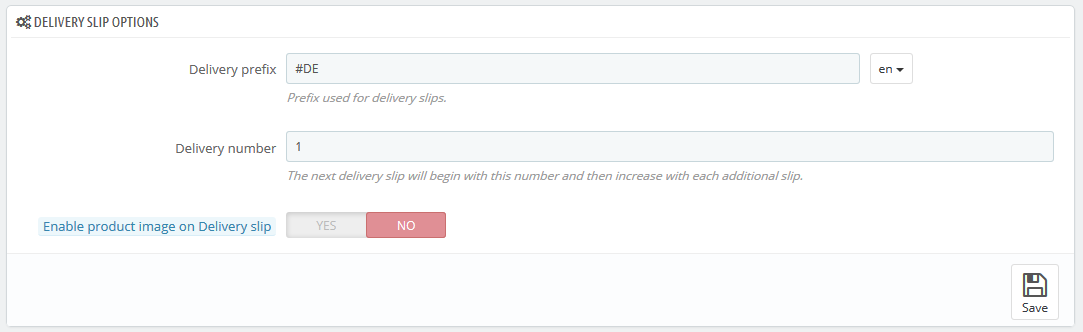 DELIVERY SLIP OPTIONS
Delivery prefix #DE en
Prefix used for delivery slips.
Delivery number 1
The next delivery slip will begin with this number and then increase with each additional slip.
Enable product image on Delivery slip YES NO
Save